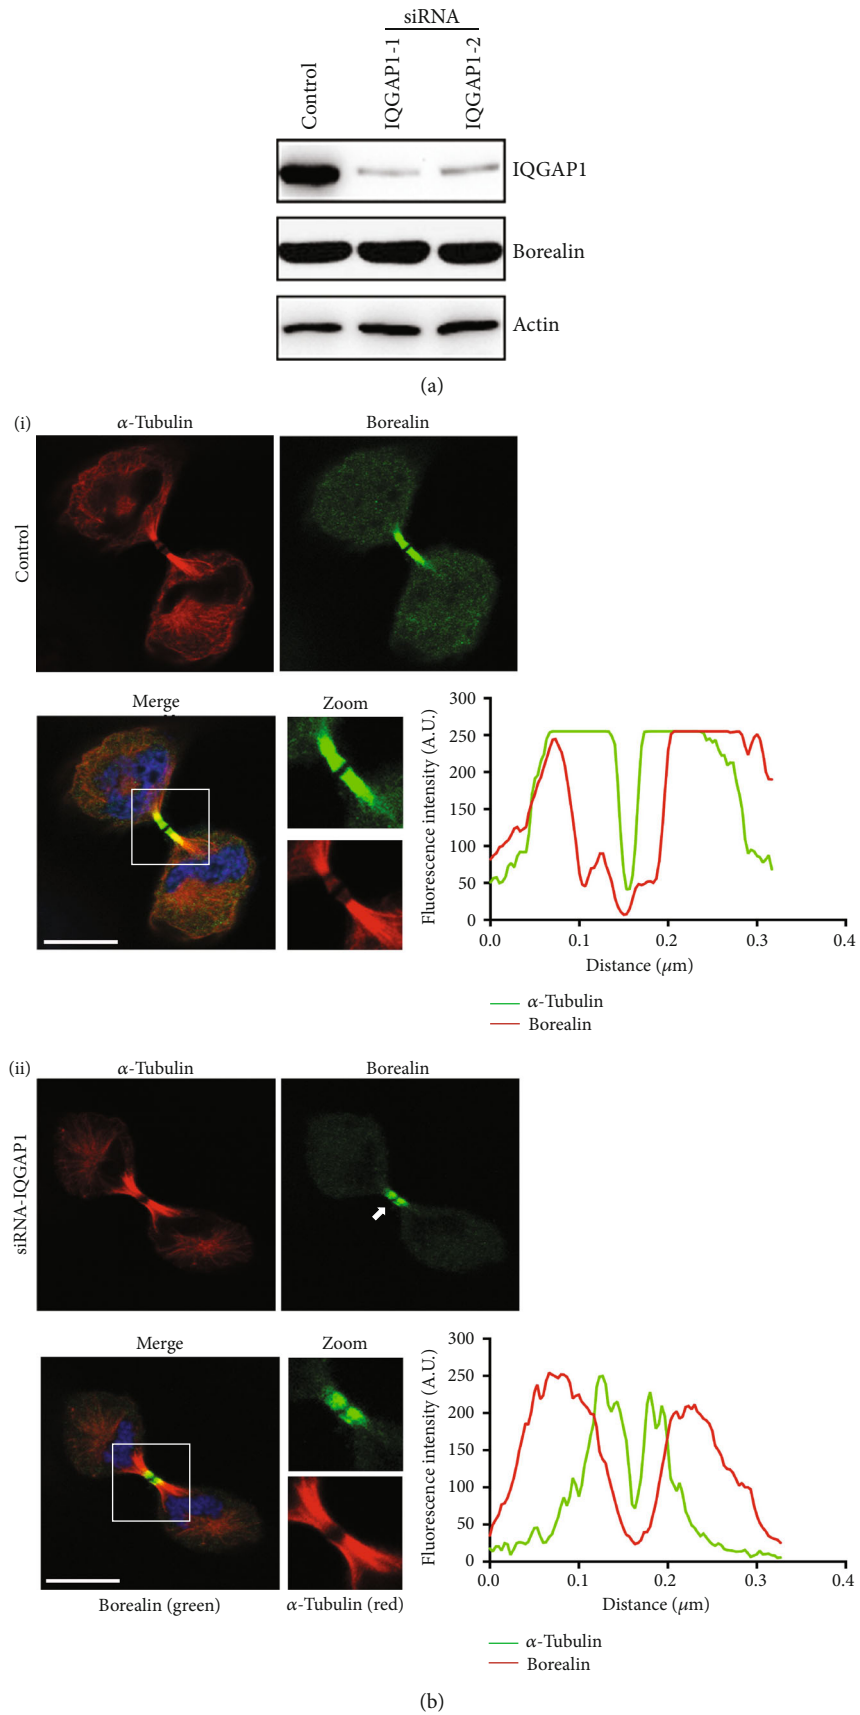 siRNA
Control
IQGAP1-1
IQGAP1-2
IQGAP1
Borealin
Actin
(a)
(i)
α-Tubulin
Borealin
Control
Merge
Zoom
300
250
200
150
100
50
0
Fluorescence intensity (A.U.)
0.0 0.1 0.2 0.3 0.4
Distance (μm)
α-Tubulin
Borealin
(ii)
α-Tubulin
Borealin
siRNA-IQGAP1
Merge
Zoom
300
250
200
150
100
50
0
Fluorescence intensity (A.U.)
0.0 0.1 0.2 0.3 0.4
Distance (μm)
Borealin (green)
α-Tubulin (red)
α-Tubulin
Borealin
(b)